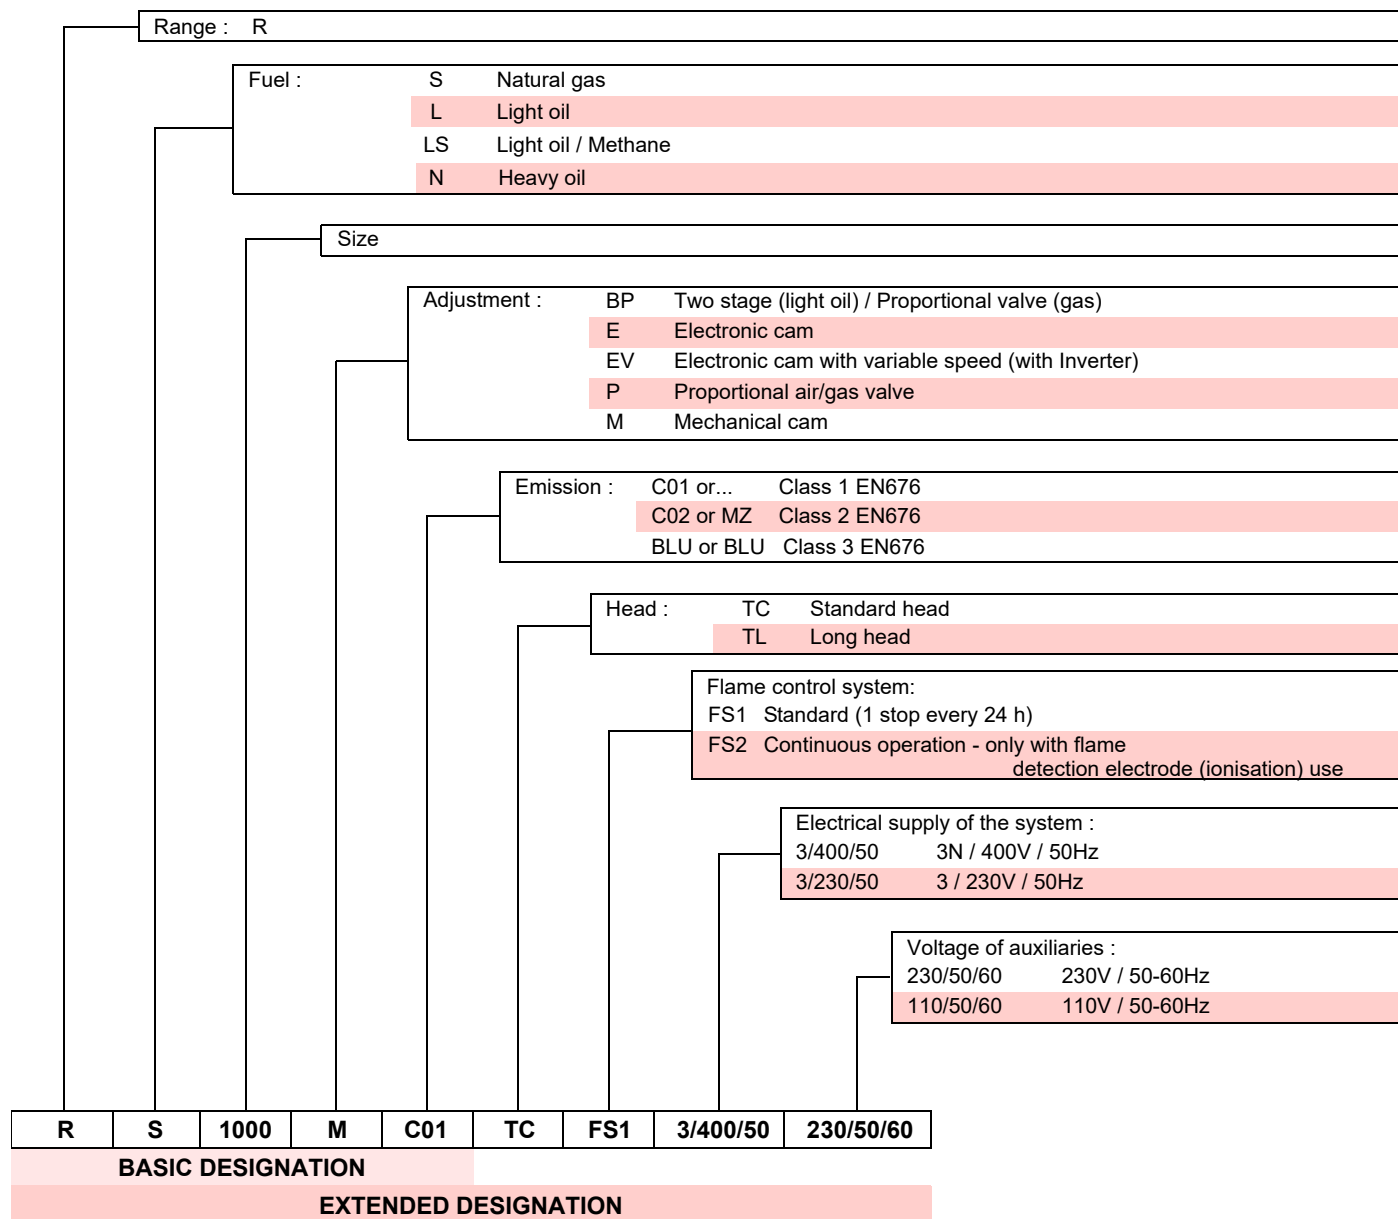 Range : R
Fuel : S Natural gas
L Light oil
LS Light oil / Methane
N Heavy oil
Size
Adjustment : BP Two stage (light oil) / Proportional valve (gas)
E Electronic cam
EV Electronic cam with variable speed (with Inverter)
P Proportional air/gas valve
M Mechanical cam
Emission : C01 or... Class 1 EN676
C02 or MZ Class 2 EN676
BLU or BLU Class 3 EN676
Head : TC Standard head
TL Long head
Flame control system:
FS1 Standard (1 stop every 24 h)
FS2 Continuous operation - only with flame
detection electrode (ionisation) use
Electrical supply of the system :
3/400/50 3N / 400V / 50Hz
3/230/50 3 / 230V / 50Hz
Voltage of auxiliaries :
230/50/60 230V / 50-60Hz
110/50/60 110V / 50-60Hz
R S 1000 M C01 TC FS1 3/400/50 230/50/60
BASIC DESIGNATION
EXTENDED DESIGNATION